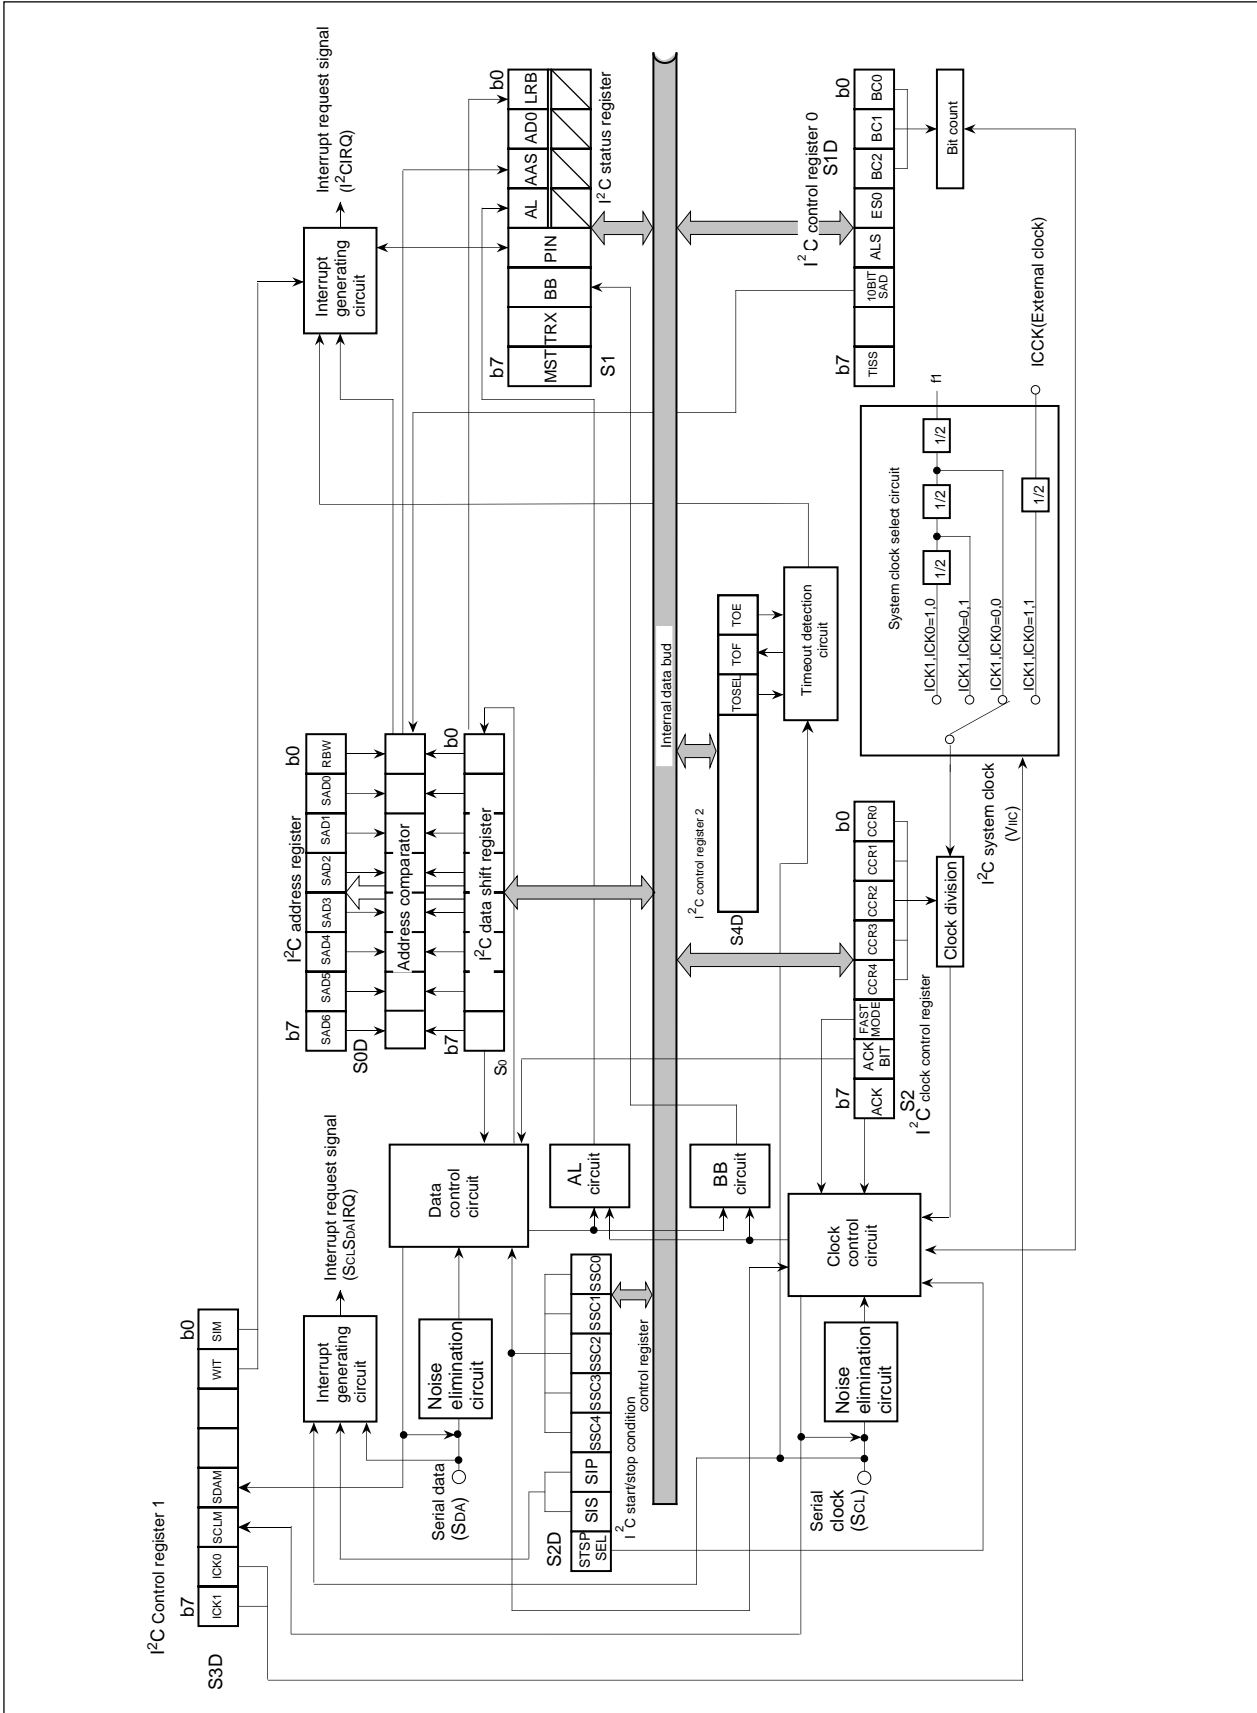 I2C Control register 1
S3D
b7
b0
ICK1
ICK0
SCLM
SDAM
WIT
SIM
Interrupt generating circuit
Interrupt request signal
(SCLSDAIRQ)
Serial data
(SDA)
Noise
elimination
circuit
Data
control
circuit
I2C address register
S0D
b7
b0
SAD6
SAD5
SAD4
SAD3
SAD2
SAD1
SAD0
RBW
Address comparator
b7
b0
I2C data shift register
S0
Interrupt
generating
circuit
Interrupt request signal
(I2CIRQ)
b7
b0
MST
TRX
BB
PIN
AL
AAS
AD0
LRB
S1
I2C status register
AL
circuit
BB
circuit
S2D
STSP
SEL
SIS
SIP
SSC4
SSC3
SSC2
SSC1
SSC0
I2C start/stop condition
control register
Internal data bud
I2C control register 2
S4D
TOSEL
TOF
TOE
Timeout detection
circuit
I2C control register 0
S1D
b7
b0
TISS
10BIT
SAD
ALS
ES0
BC2
BC1
BC0
Bit count
Serial
clock
(SCL)
Noise
elimination
circuit
Clock
control
circuit
b7
b0
ACK
ACK
BIT
FAST
MODE
CCR4
CCR3
CCR2
CCR1
CCR0
S2
I2C clock control register
Clock division
I2C system clock
(VIIC)
System clock select circuit
ICK1,ICK0=1,0
ICK1,ICK0=0,1
ICK1,ICK0=0,0
ICK1,ICK0=1,1
1/2
1/2
1/2
1/2
f1
ICCK(External clock)